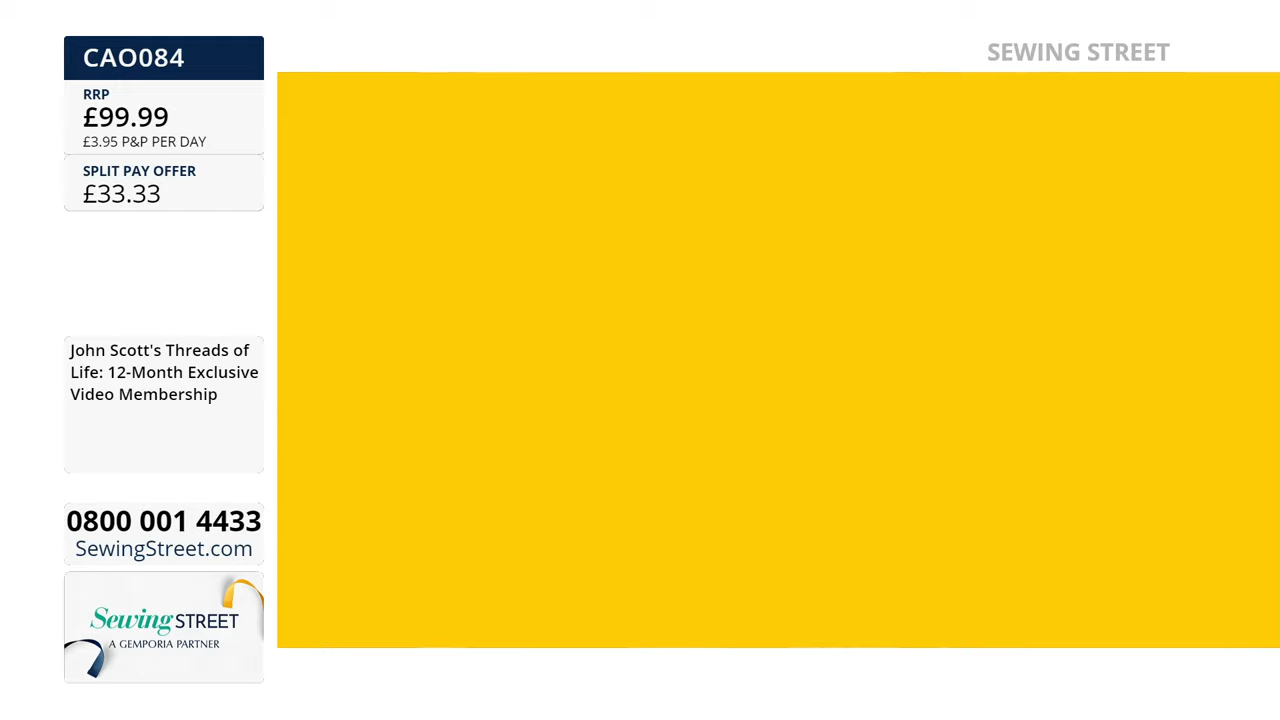 CAO084
RRP
£99.99
£3.95 P&P PER DAY
SPLIT PAY OFFER
£33.33
John Scott's Threads of
Life: 12-Month Exclusive
Video Membership
0800 001 4433
SewingStreet.com
Sewing STREET
A GEMPORIA PARTNER
SEWING STREET